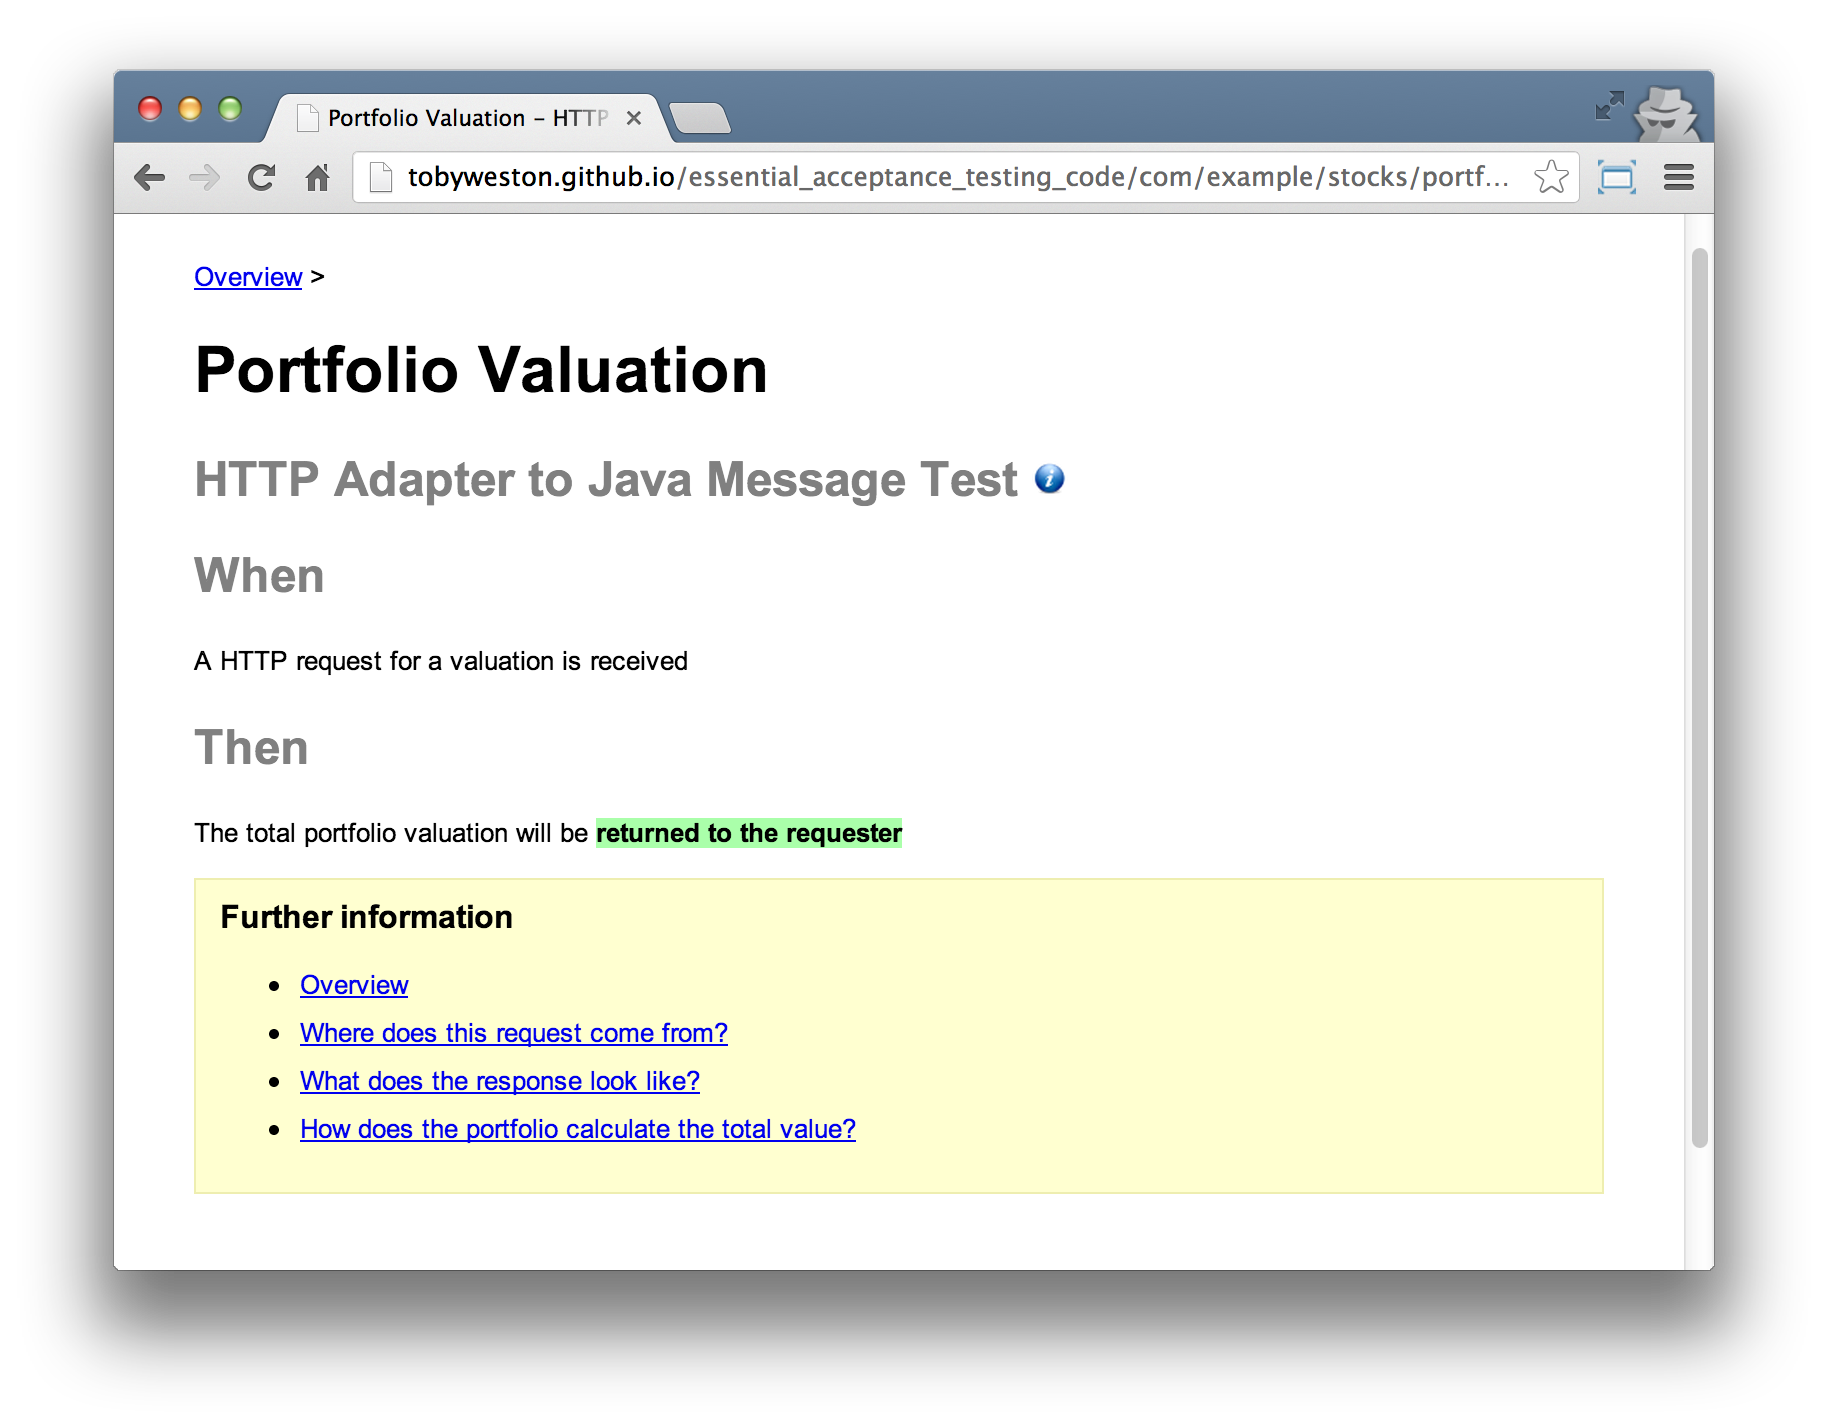 Portfolio Valuation – HTTP
tobyweston.github.io/essential_acceptance_testing_code/com/example/stocks/portf...
Overview >
Portfolio Valuation
HTTP Adapter to Java Message Test
When
A HTTP request for a valuation is received
Then
The total portfolio valuation will be returned to the requester
Further information
Overview
Where does this request come from?
What does the response look like?
How does the portfolio calculate the total value?